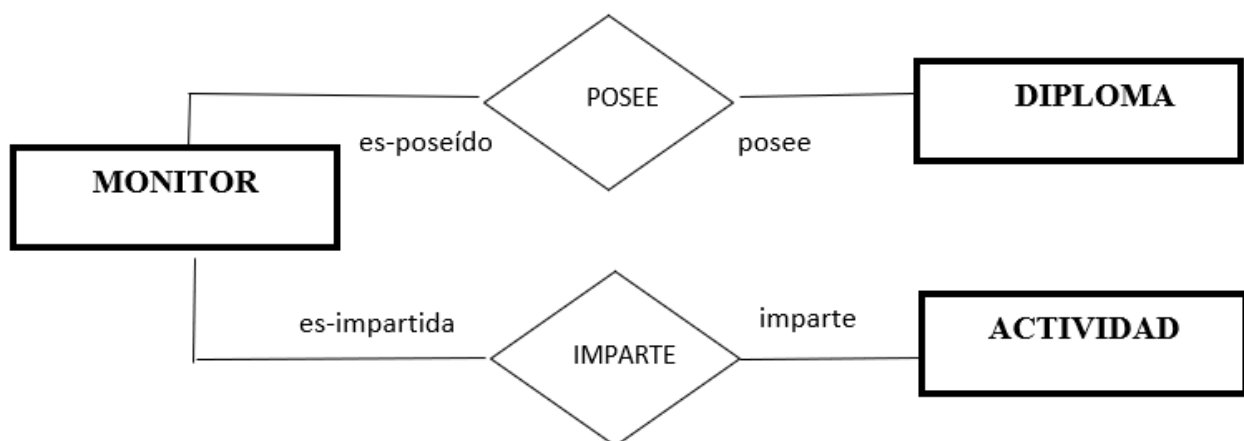 POSEE
DIPLOMA
es-poseído
posee
MONITOR
es-impartida
imparte
ACTIVIDAD
IMPARTE